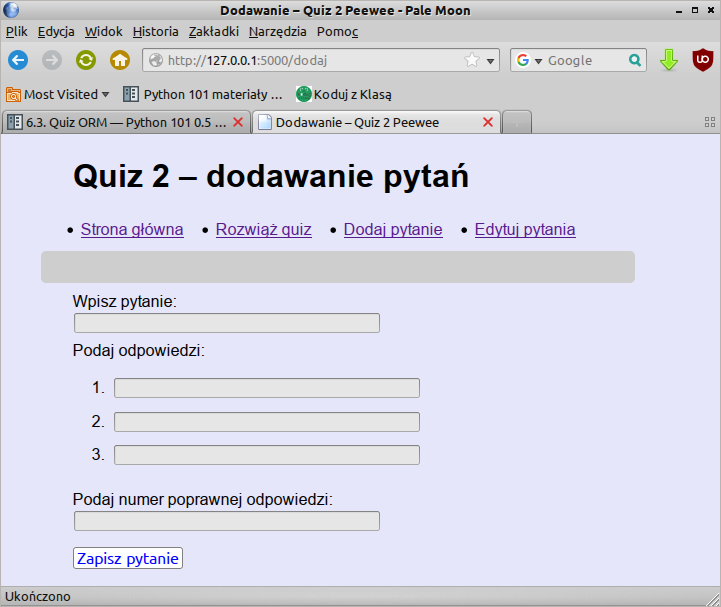 Dodawanie – Quiz 2 Peewee - Pale Moon
Plik Edycja Widok Historia Zakładki Narzędzia Pomoc
http://127.0.0.1:5000/dodaj Google
Most Visited Python 101 materiały ... Koduj z Klasą
6.3. Quiz ORM — Python 101 0.5 ... Dodawanie – Quiz 2 Peewee
Quiz 2 – dodawanie pytań
• Strona główna • Rozwiąż quiz • Dodaj pytanie • Edytuj pytania
Wpisz pytanie:
Podaj odpowiedzi:
1.
2.
3.
Podaj numer poprawnej odpowiedzi:
Zapisz pytanie
Ukończono